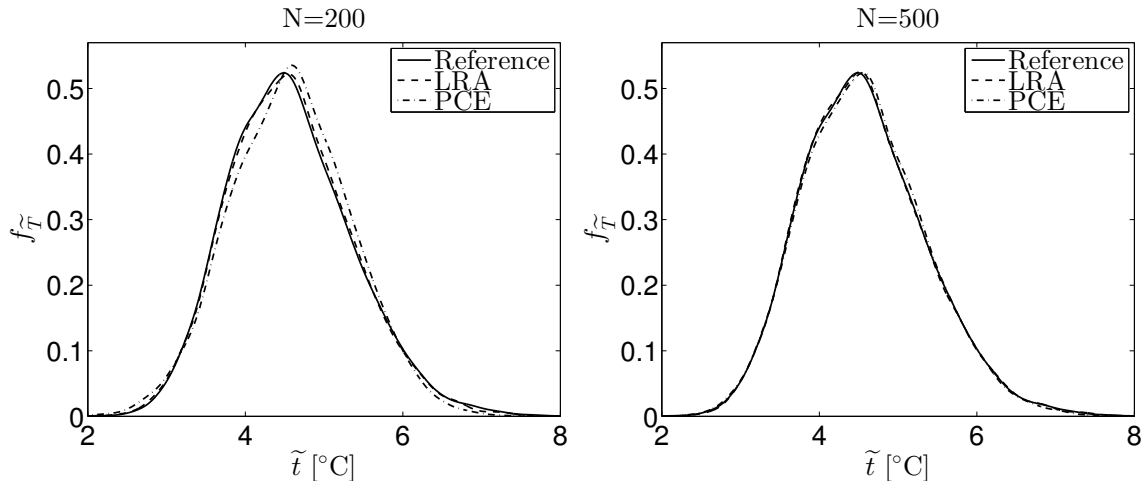 N=200
0.5
0.4
0.3
0.2
0.1
0
2
4
6
8
f_T̃
t̃ [°C]
Reference
LRA
PCE
N=500
0.5
0.4
0.3
0.2
0.1
0
2
4
6
8
f_T̃
t̃ [°C]
Reference
LRA
PCE